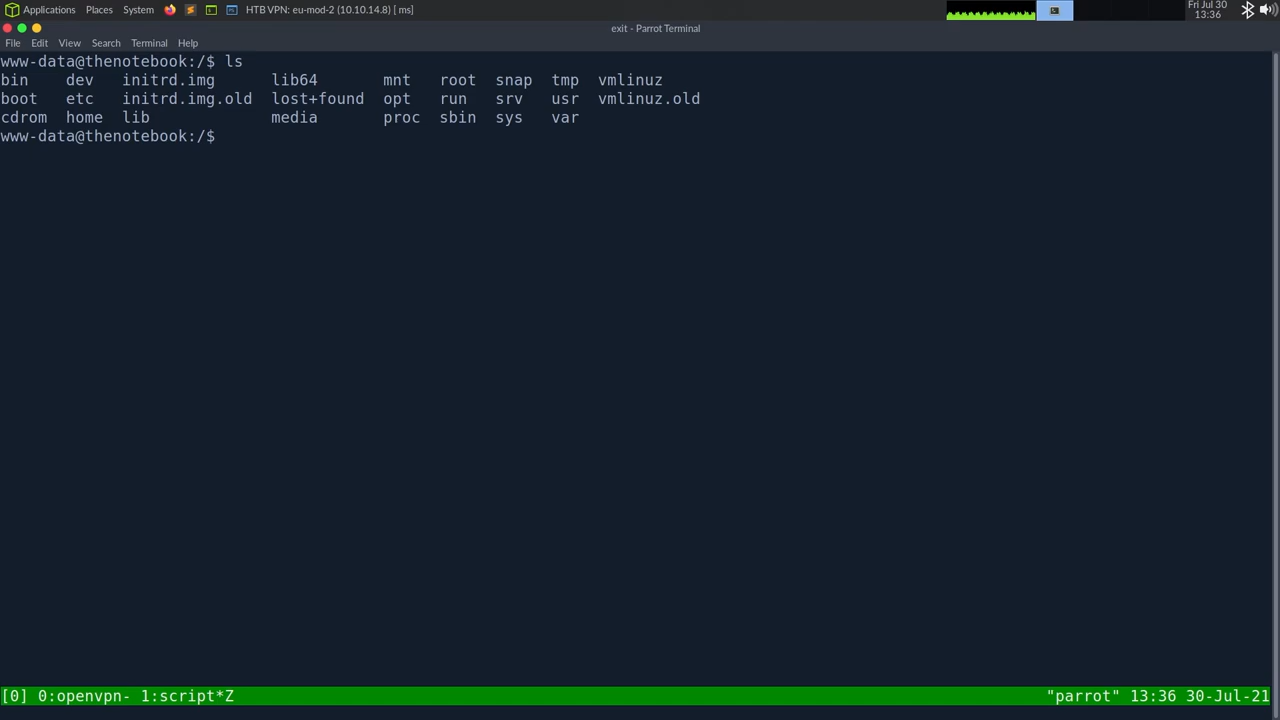 Applications Places System HTB VPN: eu-mod-2 (10.10.14.8) [ ms] Fri Jul 30
13:36
exit - Parrot Terminal
File Edit View Search Terminal Help
www-data@thenotebook:/$ ls
bin dev initrd.img lib64 mnt root snap tmp vmlinuz
boot etc initrd.img.old lost+found opt run srv usr vmlinuz.old
cdrom home lib media proc sbin sys var
www-data@thenotebook:/$
[0] 0:openvpn- 1:script*Z "parrot" 13:36 30-Jul-21